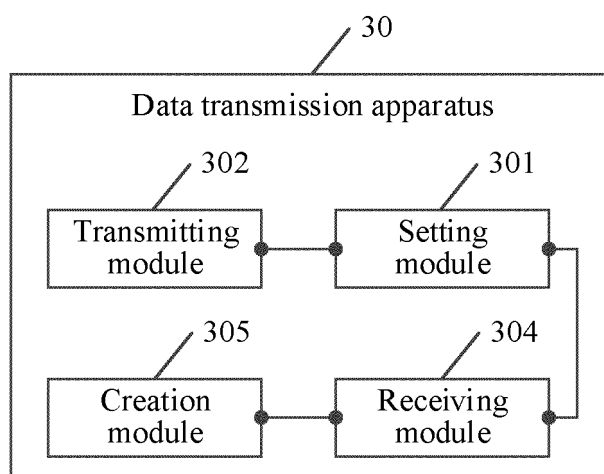 30
Data transmission apparatus
302
301
Transmitting
module
Setting
module
305
304
Creation
module
Receiving
module